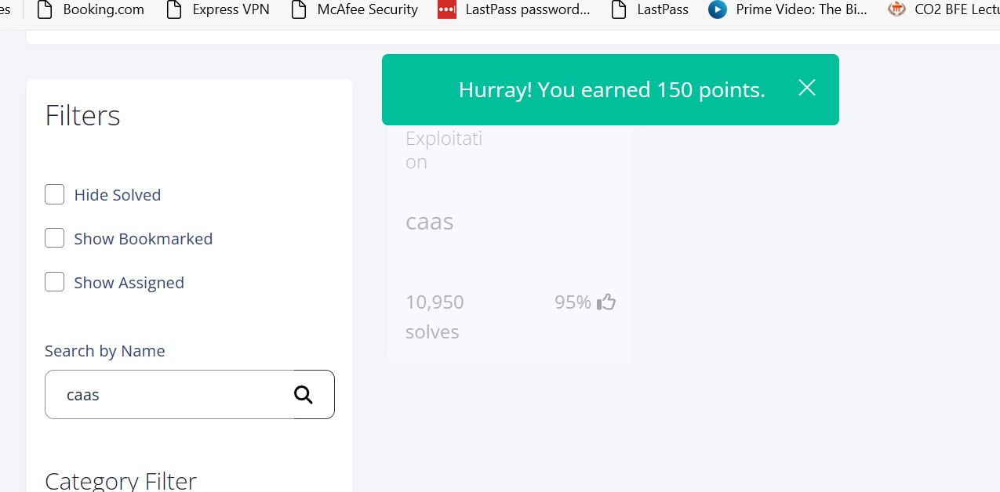 es Booking.com Express VPN McAfee Security LastPass password... LastPass Prime Video: The Bi... CO2 BFE Lectu
Hurray! You earned 150 points.
Filters
Exploitati
on
Hide Solved
caas
Show Bookmarked
Show Assigned
10,950 95%
solves
Search by Name
caas
Category Filter